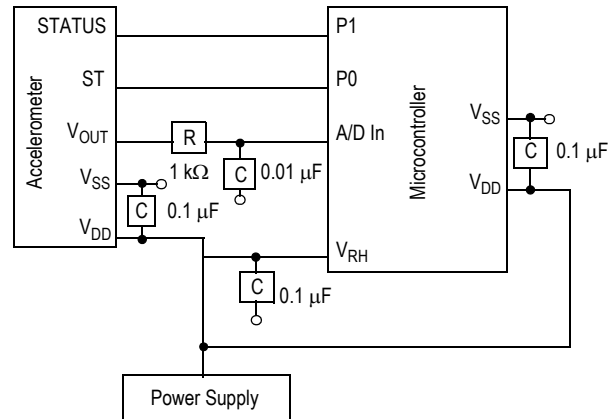 STATUS
P1
ST
P0
VOUT
R
A/D In
1 kΩ
C
0.01 µF
VSS
C
0.1 µF
VDD
Accelerometer
Microcontroller
VSS
C
0.1 µF
VDD
VRH
C
0.1 µF
Power Supply